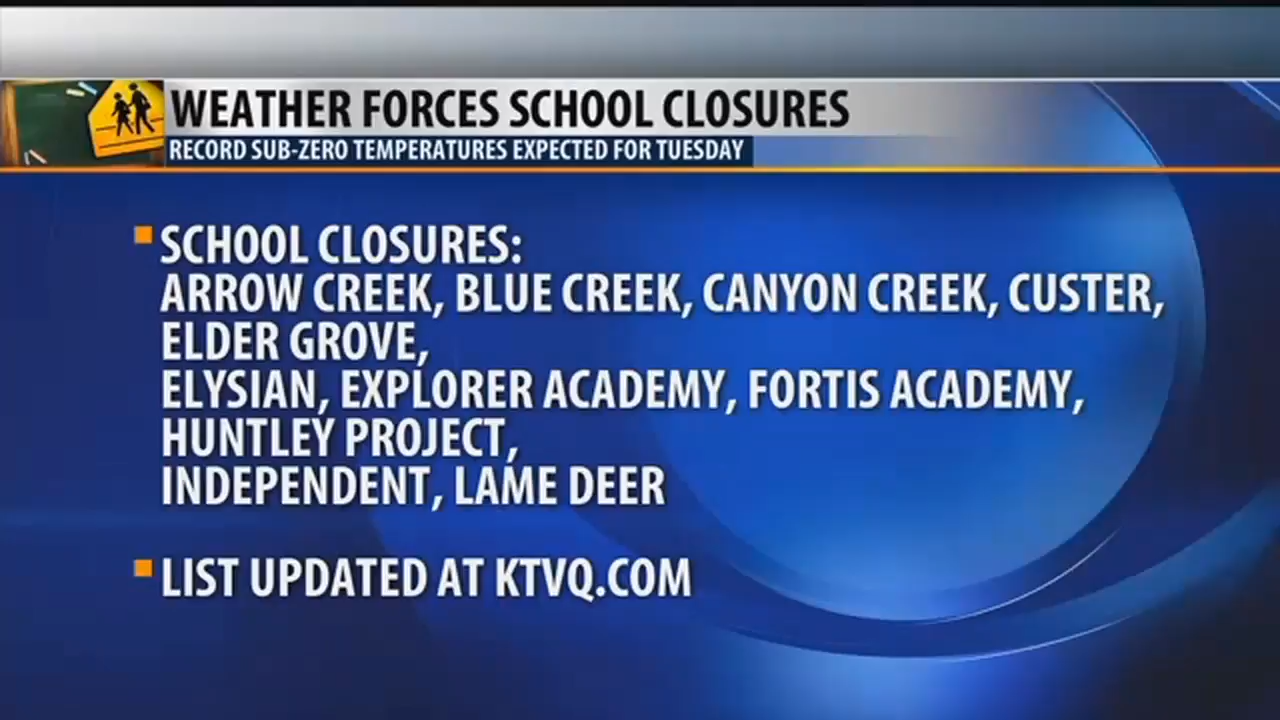 WEATHER FORCES SCHOOL CLOSURES
RECORD SUB-ZERO TEMPERATURES EXPECTED FOR TUESDAY
SCHOOL CLOSURES:
ARROW CREEK, BLUE CREEK, CANYON CREEK, CUSTER,
ELDER GROVE,
ELYSIAN, EXPLORER ACADEMY, FORTIS ACADEMY,
HUNTLEY PROJECT,
INDEPENDENT, LAME DEER
LIST UPDATED AT KTVQ.COM